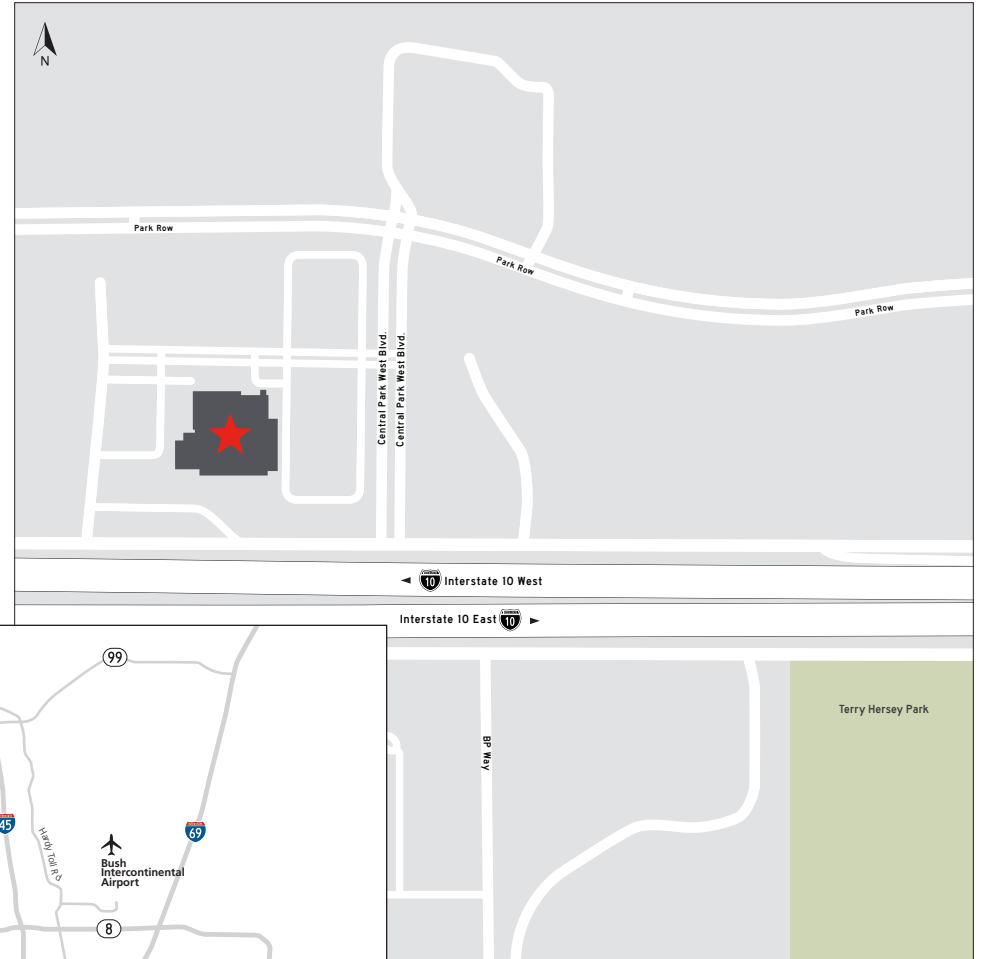 N
Park Row
Park Row
Park Row
Central Park West Blvd.
Central Park West Blvd.
10 Interstate 10 West
Interstate 10 East 10
99
Terry Hersey Park
BP Way
45
69
Hardy Toll Rd
Bush
Intercontinental
Airport
8